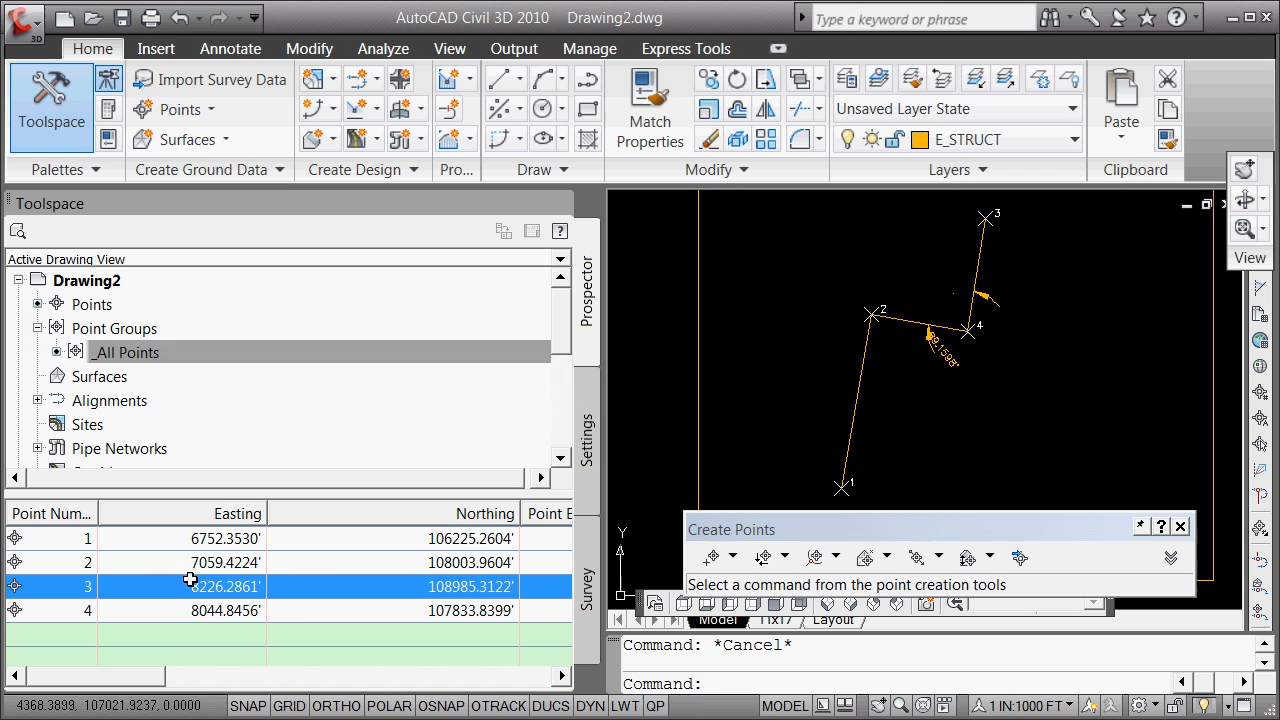 AutoCAD Civil 3D 2010 Drawing2.dwg
Type a keyword or phrase
3D
Home Insert Annotate Modify Analyze View Output Manage Express Tools
Toolspace
Import Survey Data
Points
Surfaces
Match
Properties
Unsaved Layer State
E_STRUCT
Paste
Palettes
Create Ground Data
Create Design
Pro...
Draw
Modify
Layers
Clipboard
View
Toolspace
Active Drawing View
Drawing2
Points
Point Groups
_All Points
Surfaces
Alignments
Sites
Pipe Networks
Prospector
Settings
Survey
Point Num... Easting Northing Point E
1 6752.3530' 106225.2604'
2 7059.4224' 108003.9604'
3 8226.2861' 108985.3122'
4 8044.8456' 107833.8399'
3
2
4
1
Y
Create Points
Select a command from the point creation tools
Model 11x17 Layout
Command: *Cancel*
Command:
4368.3899, 107021.9237, 0.0000 SNAP GRID ORTHO POLAR OSNAP OTRACK DUCS DYN LWT QP MODEL 1 IN:1000 FT